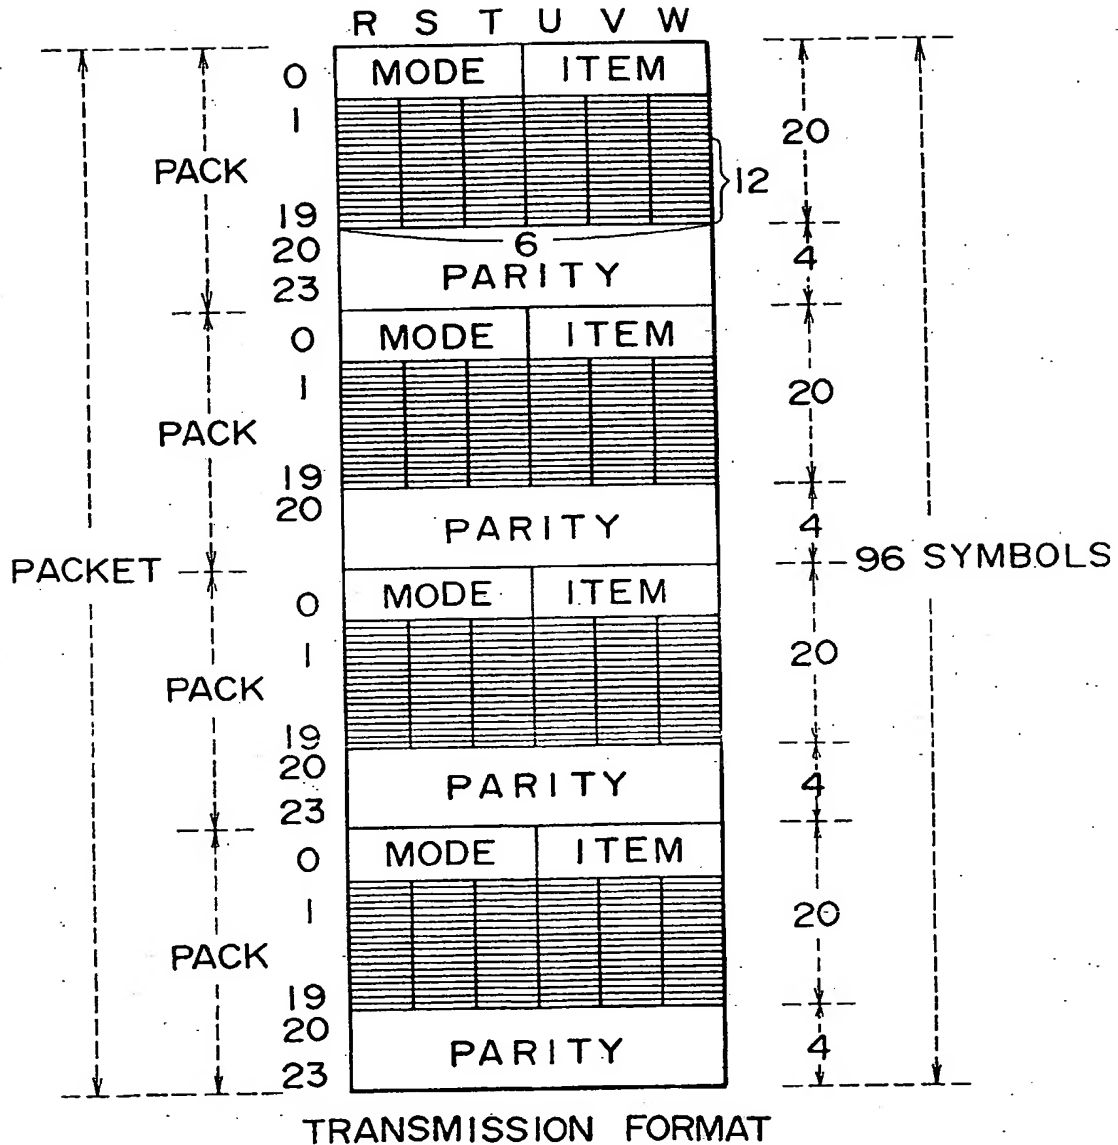 R S T U V W
0 MODE ITEM
1
PACK 20
12
19
20 6 4
23 PARITY
0 MODE ITEM
1
20
PACK
19
20 PARITY 4
PACKET 96 SYMBOLS
0 MODE ITEM
1 20
PACK
19
20 PARITY 4
23
0 MODE ITEM
1 20
PACK
19
20 PARITY 4
23
TRANSMISSION FORMAT